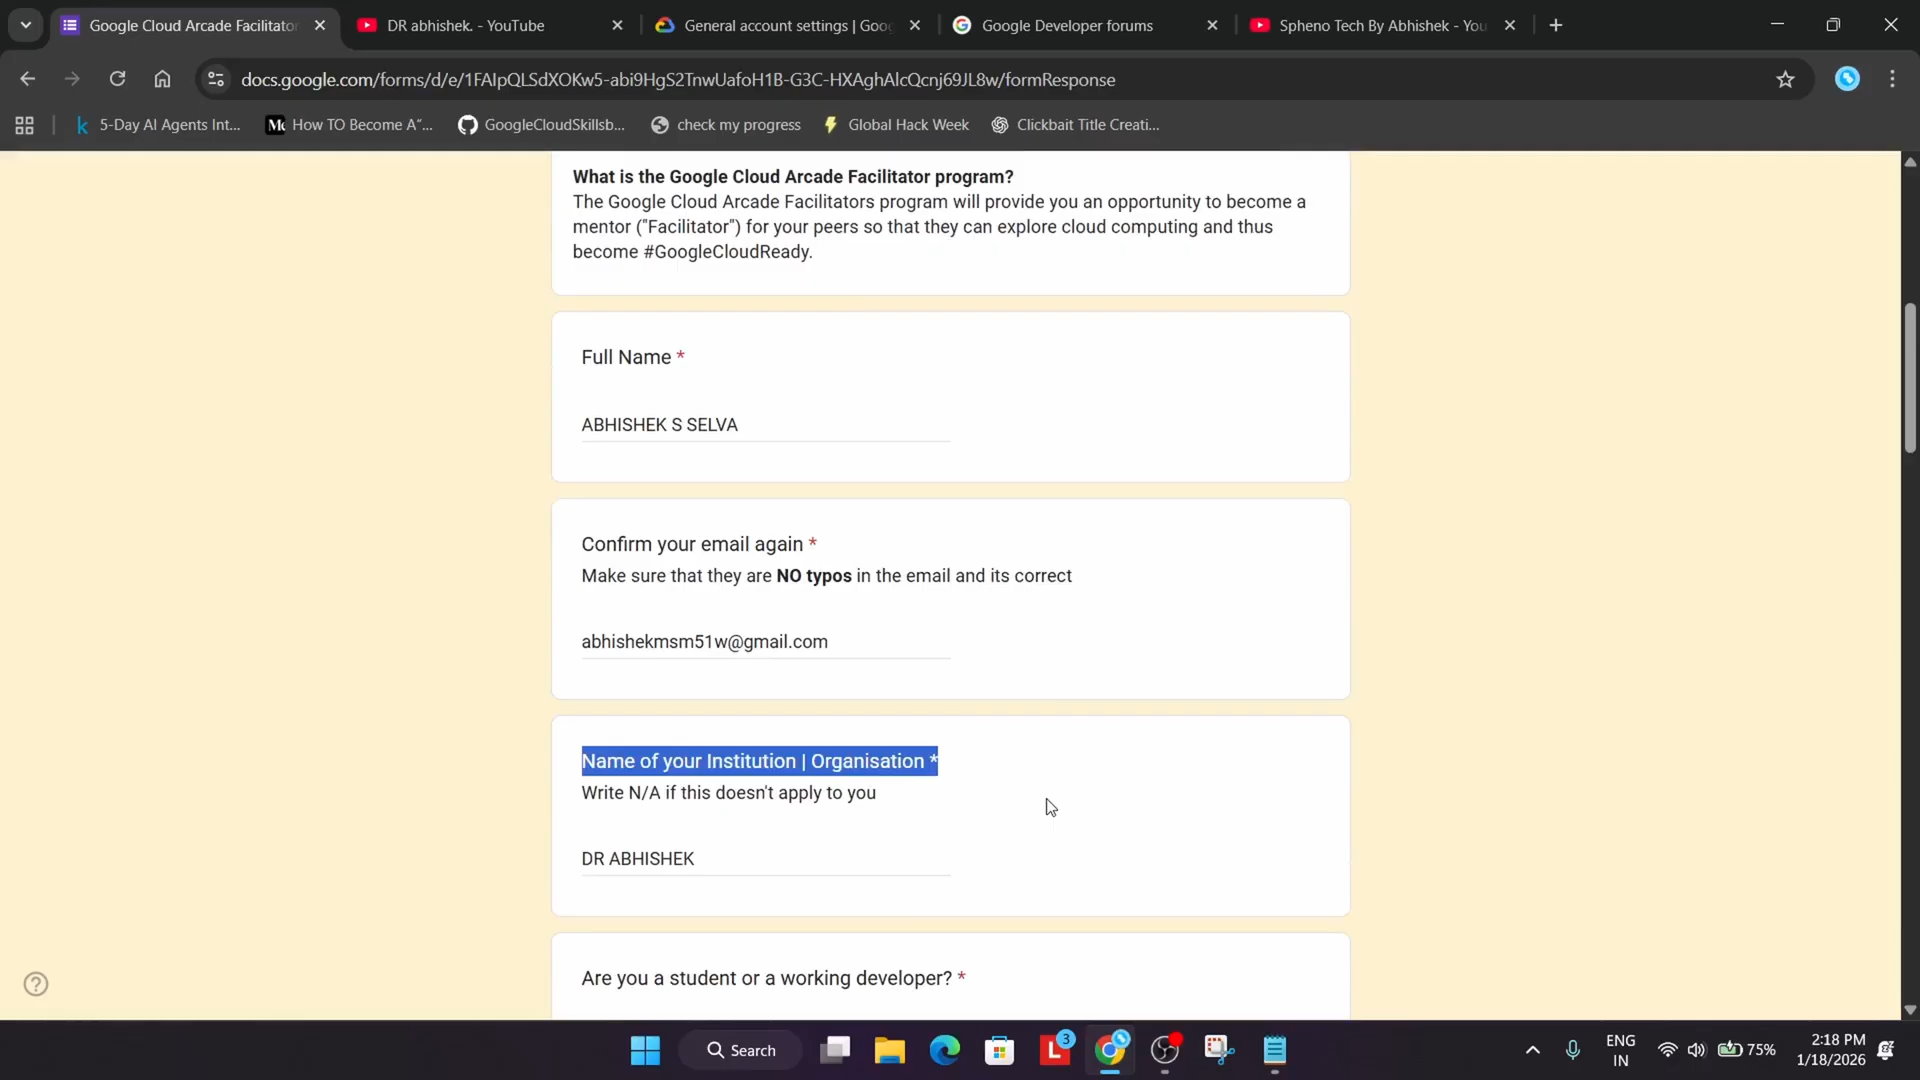 Google Cloud Arcade Facilitator
DR abhishek. - YouTube
General account settings | Goog
Google Developer forums
Spheno Tech By Abhishek - You
docs.google.com/forms/d/e/1FAIpQLSdXOKw5-abi9HgS2TnwUafoH1B-G3C-HXAghAlcQcnj69JL8w/formResponse
5-Day AI Agents Int...
How TO Become A“...
GoogleCloudSkillsb...
check my progress
Global Hack Week
Clickbait Title Creati...
What is the Google Cloud Arcade Facilitator program?
The Google Cloud Arcade Facilitators program will provide you an opportunity to become a
mentor ("Facilitator") for your peers so that they can explore cloud computing and thus
become #GoogleCloudReady.
Full Name *
ABHISHEK S SELVA
Confirm your email again *
Make sure that they are NO typos in the email and its correct
abhishekmsm51w@gmail.com
Name of your Institution | Organisation *
Write N/A if this doesn't apply to you
DR ABHISHEK
Are you a student or a working developer? *
Search
3
ENG
IN
75%
2:18 PM
1/18/2026